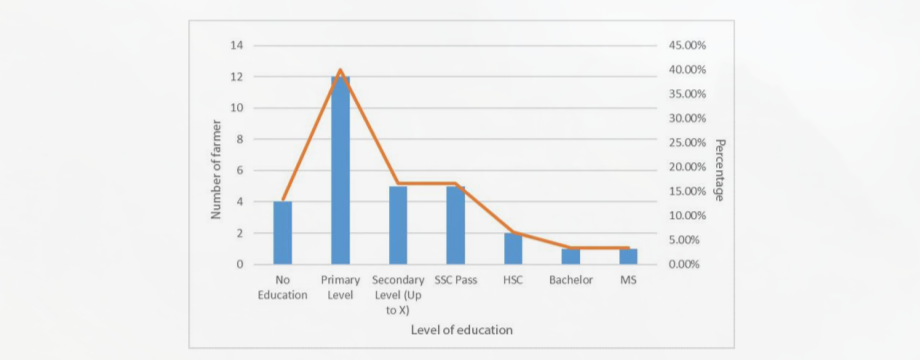 14
12
10
8
6
4
2
0
Number of farmer
45.00%
40.00%
35.00%
30.00%
25.00%
20.00%
15.00%
10.00%
5.00%
0.00%
Percentage
No
Education
Primary
Level
Secondary
Level (Up
to X)
SSC Pass
HSC
Bachelor
MS
Level of education